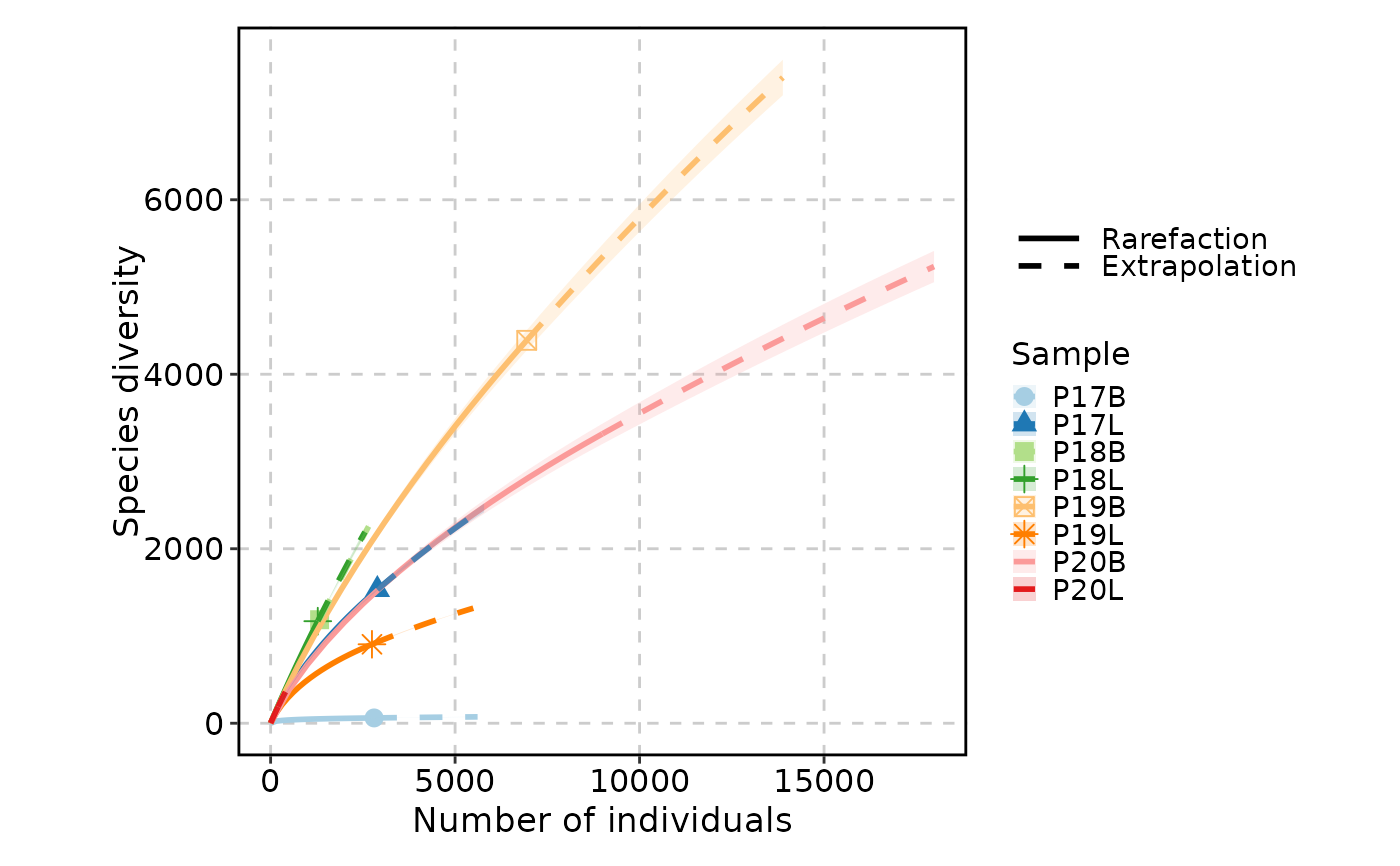 6000
4000
2000
0
Species diversity
0 5000 10000 15000
Number of individuals
Rarefaction
Extrapolation
Sample
P17B
P17L
P18B
P18L
P19B
P19L
P20B
P20L